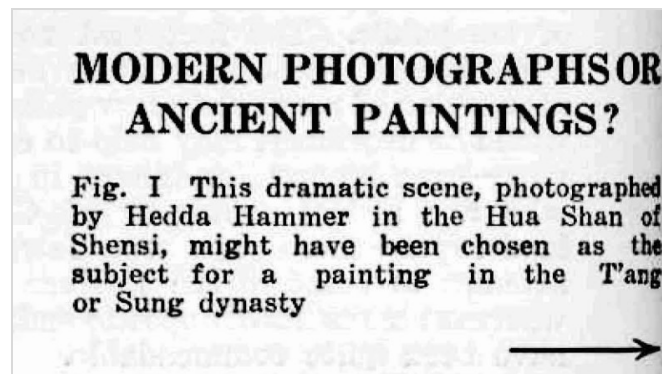 MODERN PHOTOGRAPHS OR
ANCIENT PAINTINGS?
Fig. I This dramatic scene, photographed
by Hedda Hammer in the Hua Shan of
Shensi, might have been chosen as the
subject for a painting in the T'ang
or Sung dynasty